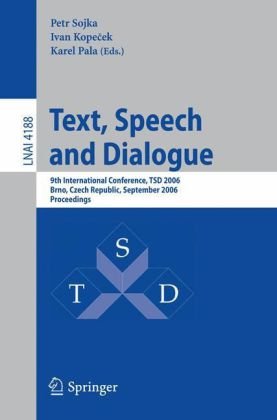 Petr Sojka
Ivan Kopeček
Karel Pala (Eds.)
LNAI 4188
Text, Speech
and Dialogue
9th International Conference, TSD 2006
Brno, Czech Republic, September 2006
Proceedings
S
T D
Springer